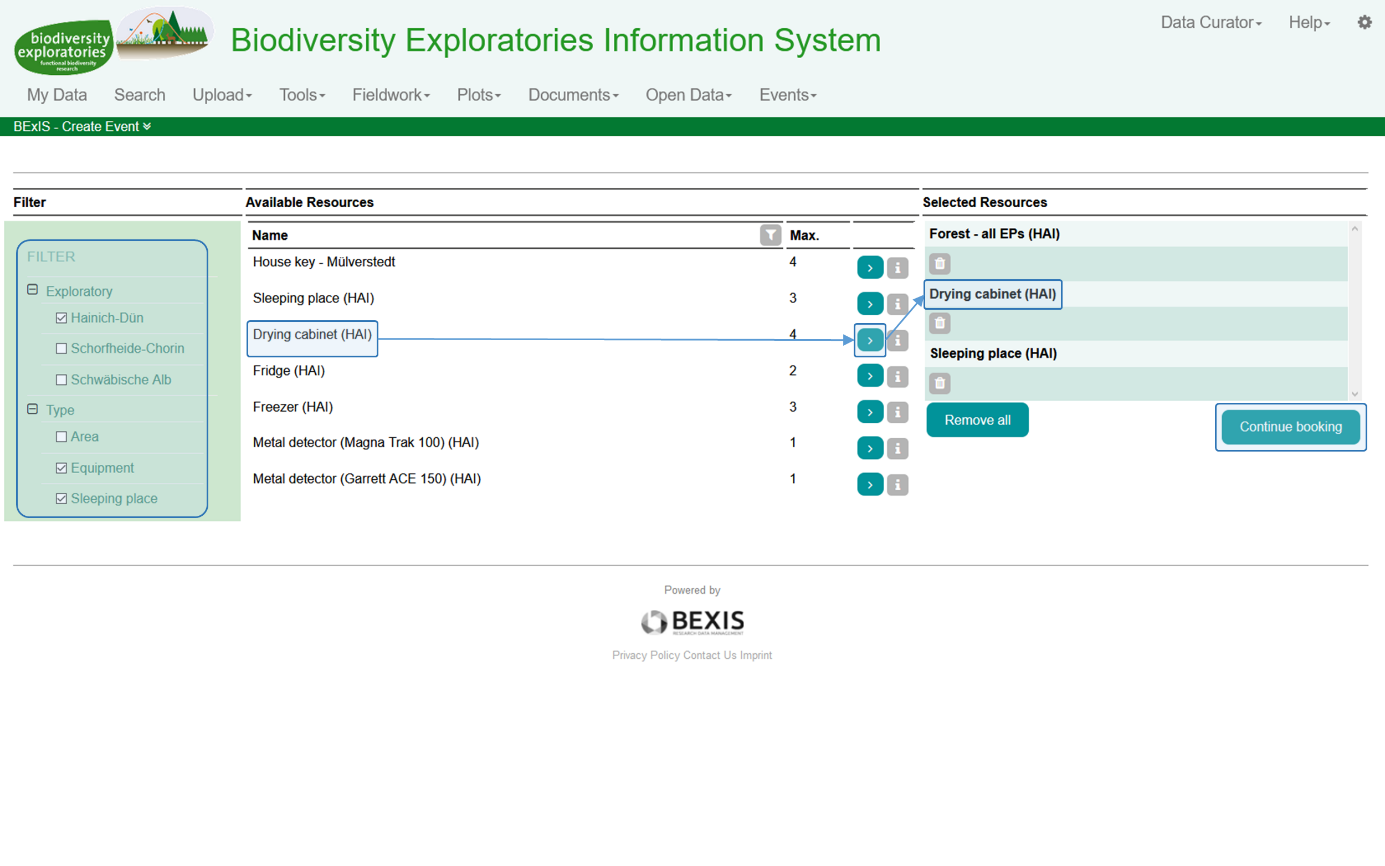 biodiversity
exploratories
functional biodiversity
research
Biodiversity Exploratories Information System
Data Curator Help
My Data Search Upload Tools Fieldwork Plots Documents Open Data Events
BExIS - Create Event
Filter
FILTER
Exploratory
Hainich-Dün
Schorfheide-Chorin
Schwäbische Alb
Type
Area
Equipment
Sleeping place
Available Resources
Name Max.
House key - Mülverstedt 4
Sleeping place (HAI) 3
Drying cabinet (HAI) 4
Fridge (HAI) 2
Freezer (HAI) 3
Metal detector (Magna Trak 100) (HAI) 1
Metal detector (Garrett ACE 150) (HAI) 1
Selected Resources
Forest - all EPs (HAI)
Drying cabinet (HAI)
Sleeping place (HAI)
Remove all Continue booking
Powered by
BEXIS
RESEARCH DATA MANAGEMENT
Privacy Policy Contact Us Imprint